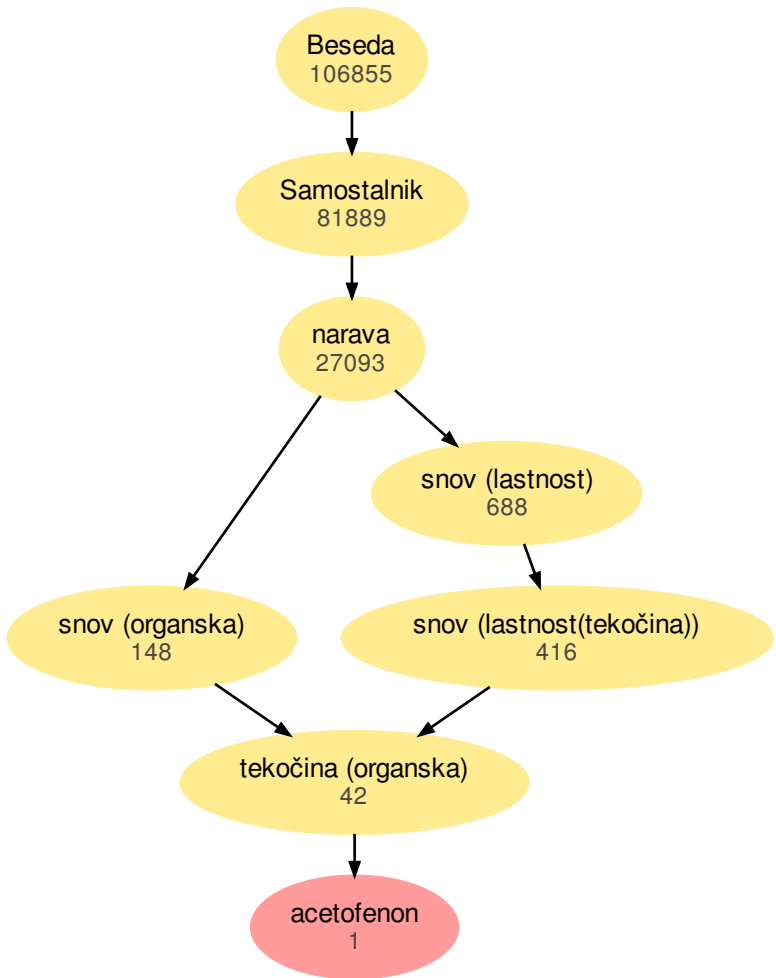 Beseda
106855
Samostalnik
81889
narava
27093
snov (lastnost)
688
snov (organska)
148
snov (lastnost(tekočina))
416
tekočina (organska)
42
acetofenon
1